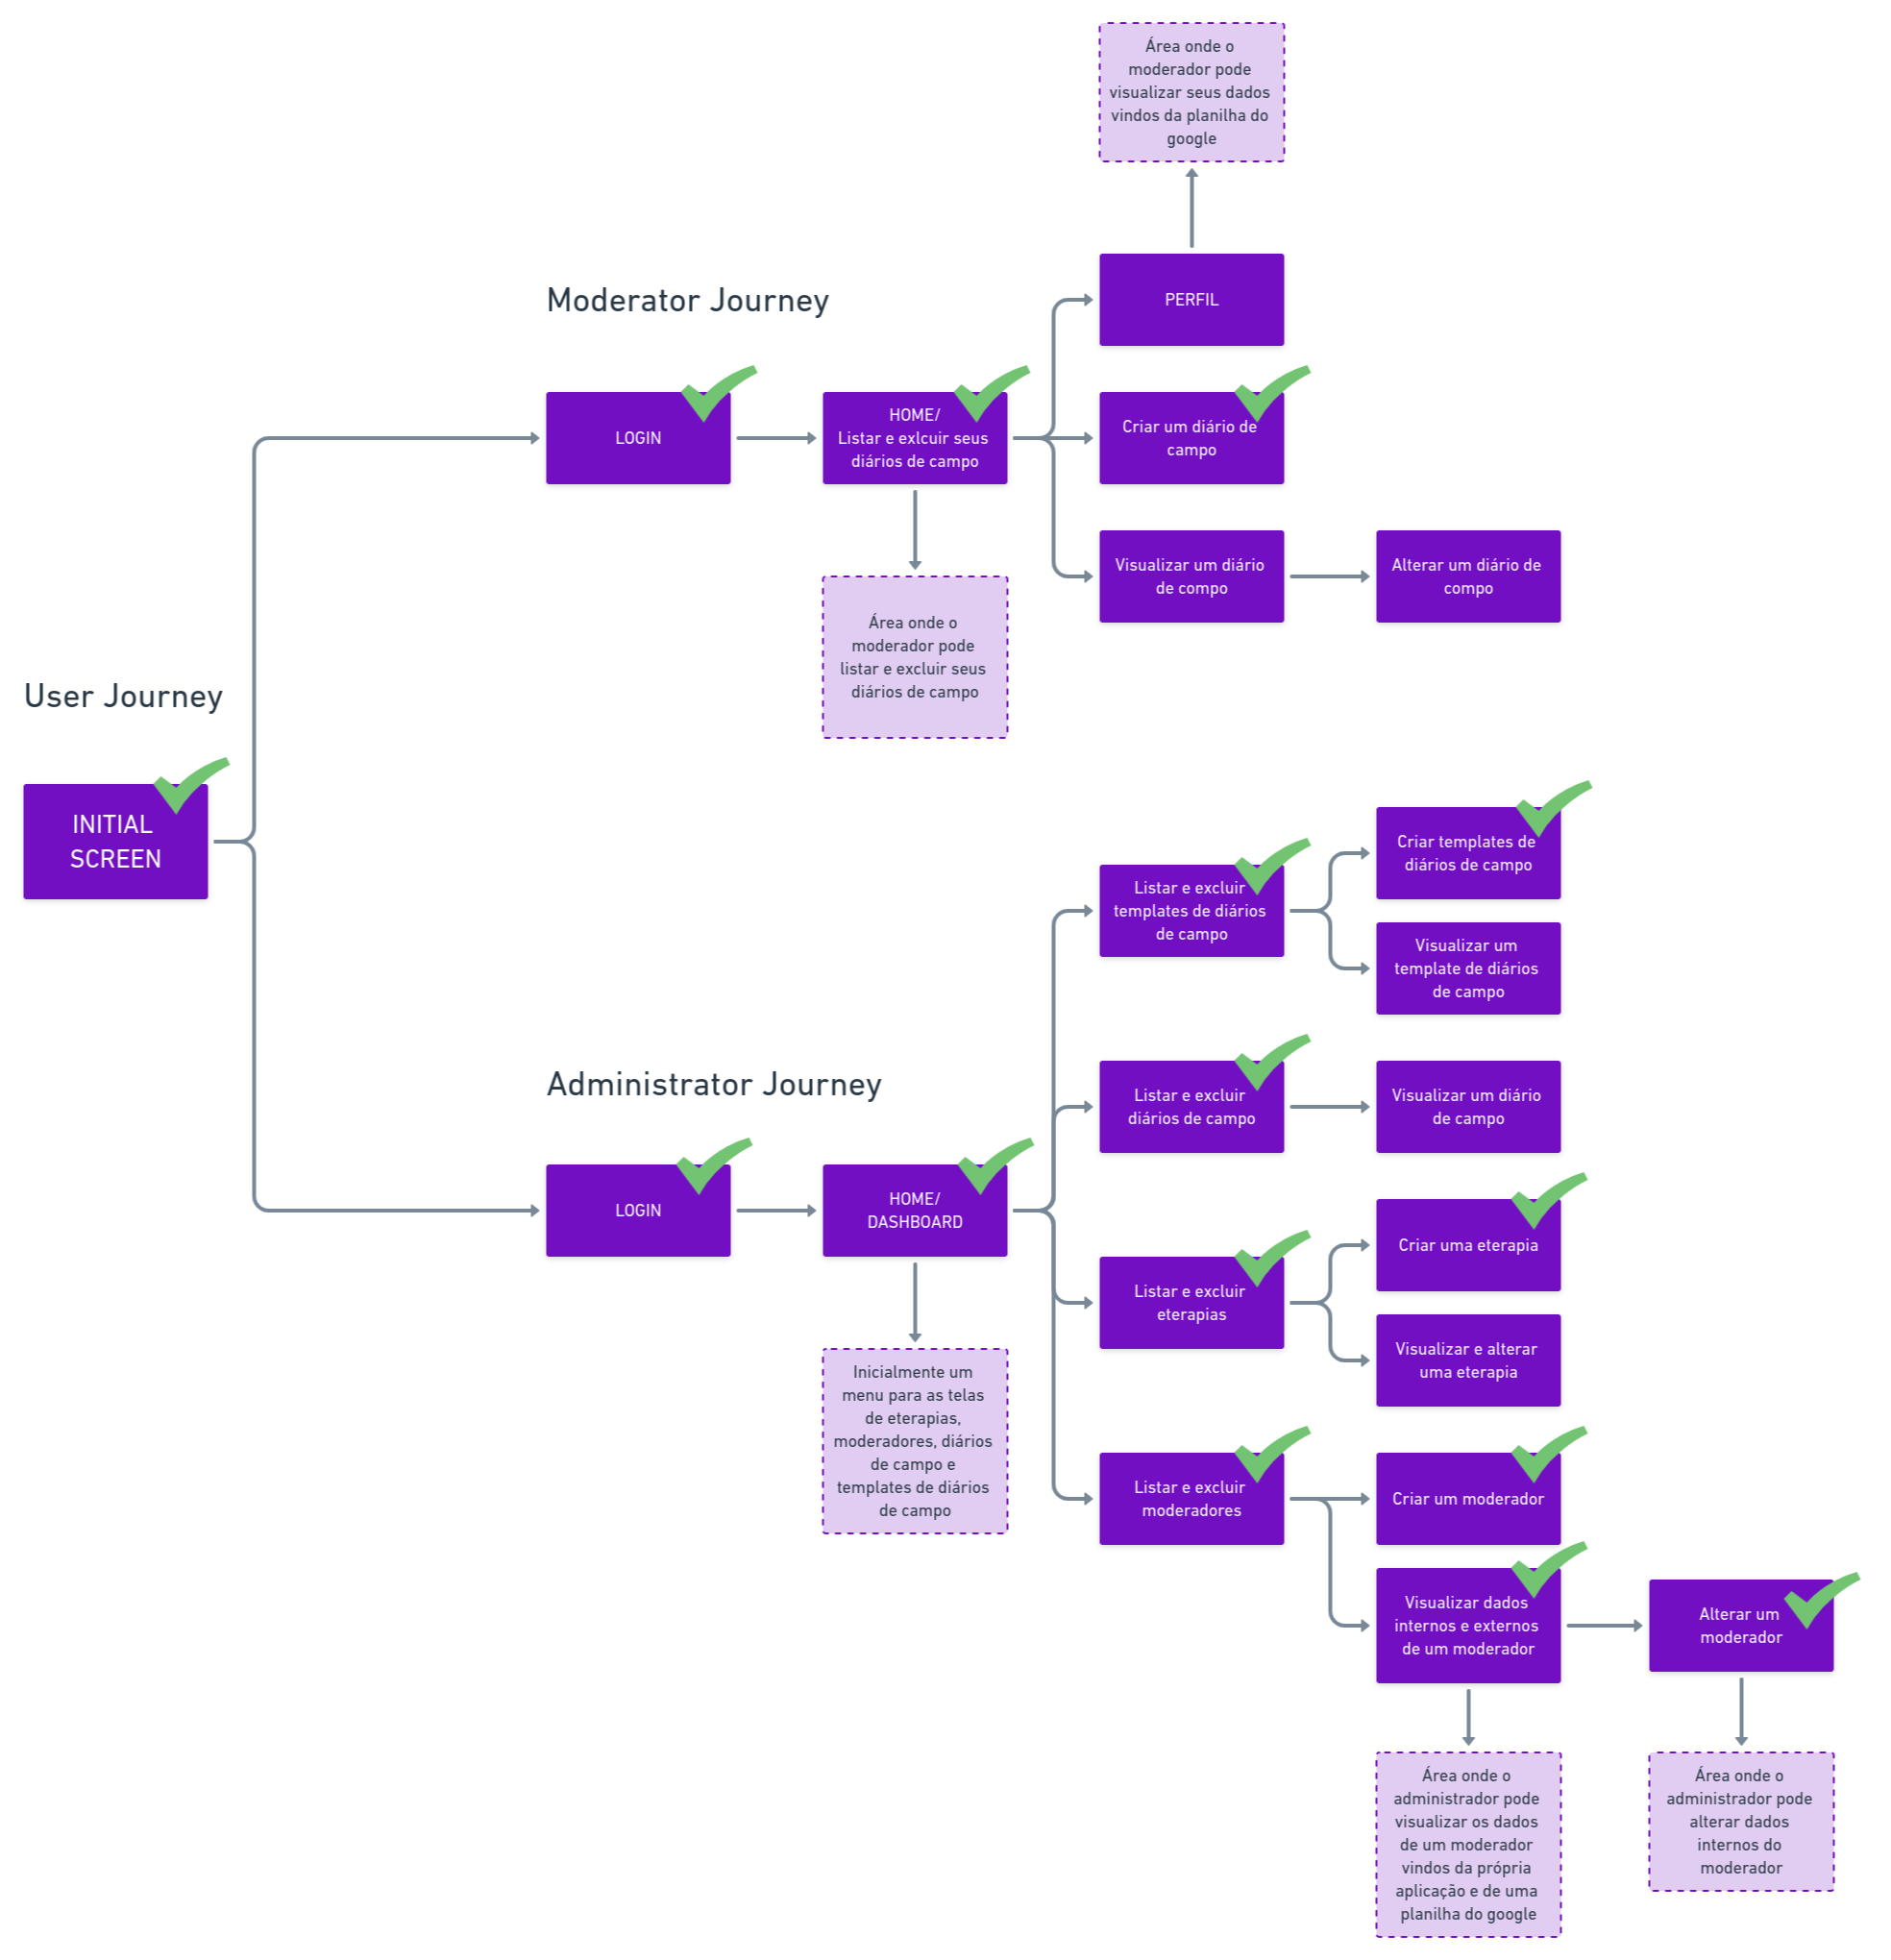 Área onde o
moderador pode
visualizar seus dados
vindos da planilha do
google
Moderator Journey
PERFIL
LOGIN
HOME/
Listar e exlcuir seus
diários de campo
Criar um diário de
campo
Visualizar um diário
de compo
Alterar um diário de
compo
Área onde o
moderador pode
listar e excluir seus
diários de campo
User Journey
INITIAL
SCREEN
Administrator Journey
LOGIN
HOME/
DASHBOARD
Inicialmente um
menu para as telas
de eterapias,
moderadores, diários
de campo e
templates de diários
de campo
Listar e excluir
templates de diários
de campo
Criar templates de
diários de campo
Visualizar um
template de diários
de campo
Listar e excluir
diários de campo
Visualizar um diário
de campo
Listar e excluir
eterapias
Criar uma eterapia
Visualizar e alterar
uma eterapia
Listar e excluir
moderadores
Criar um moderador
Visualizar dados
internos e externos
de um moderador
Alterar um
moderador
Área onde o
administrador pode
visualizar os dados
de um moderador
vindos da própria
aplicação e de uma
planilha do google
Área onde o
administrador pode
alterar dados
internos do
moderador